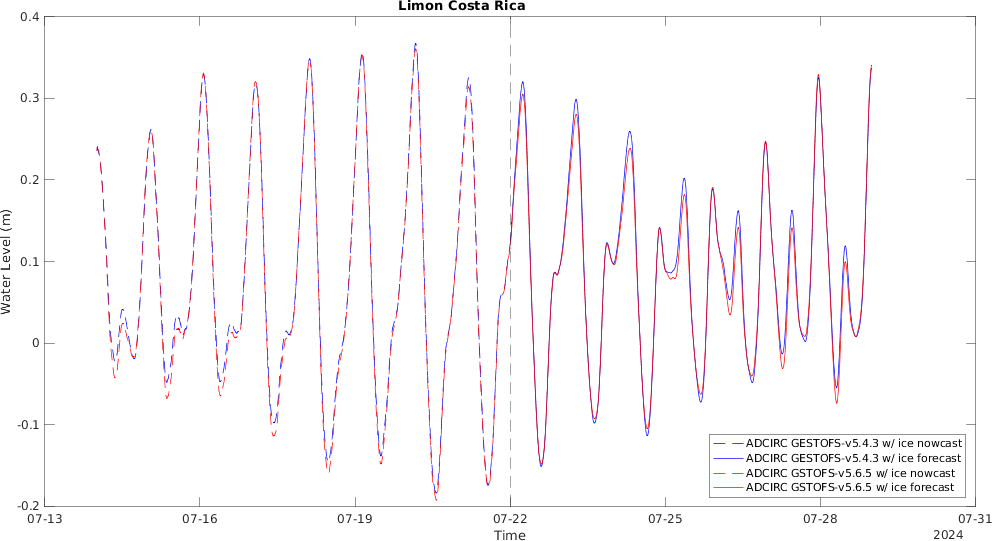 Limon Costa Rica
0.4
0.3
0.2
0.1
0
-0.1
-0.2
Water Level (m)
ADCIRC GESTOFS-v5.4.3 w/ ice nowcast
ADCIRC GESTOFS-v5.4.3 w/ ice forecast
ADCIRC GSTOFS-v5.6.5 w/ ice nowcast
ADCIRC GSTOFS-v5.6.5 w/ ice forecast
07-13 07-16 07-19 07-22 07-25 07-28 07-31
Time
2024